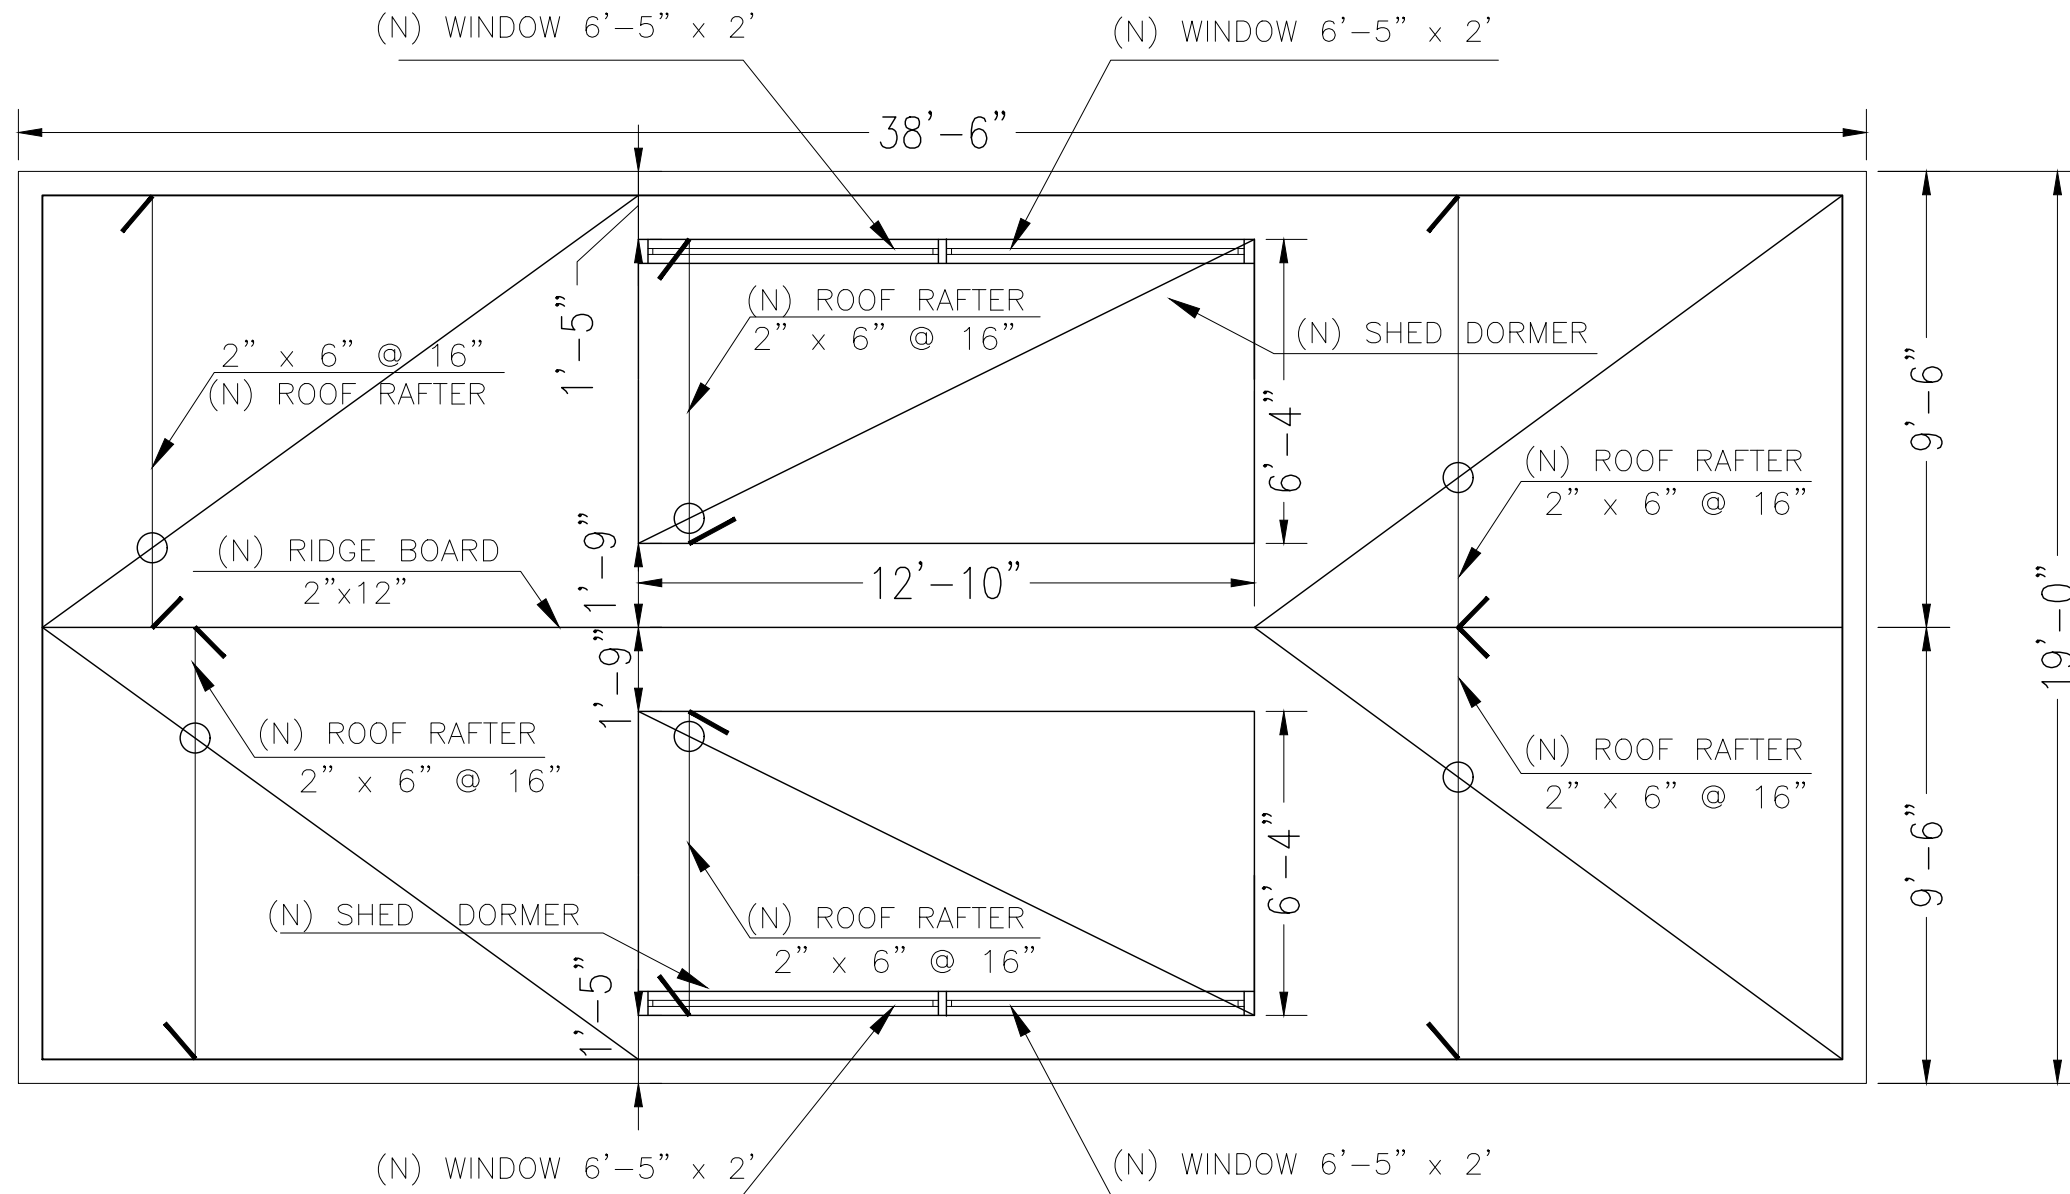 (N) WINDOW 6'-5" x 2'
(N) WINDOW 6'-5" x 2'
38'-6"
1'-5"
(N) ROOF RAFTER
2" x 6" @ 16"
(N) SHED DORMER
2" x 6" @ 16"
(N) ROOF RAFTER
6'-4"
9'-6"
(N) ROOF RAFTER
2" x 6" @ 16"
(N) RIDGE BOARD
2"x12"
1'-9"
12'-10"
19'-0"
1'-9"
(N) ROOF RAFTER
2" x 6" @ 16"
(N) ROOF RAFTER
2" x 6" @ 16"
6'-4"
9'-6"
(N) SHED DORMER
(N) ROOF RAFTER
2" x 6" @ 16"
1'-5"
(N) WINDOW 6'-5" x 2'
(N) WINDOW 6'-5" x 2'